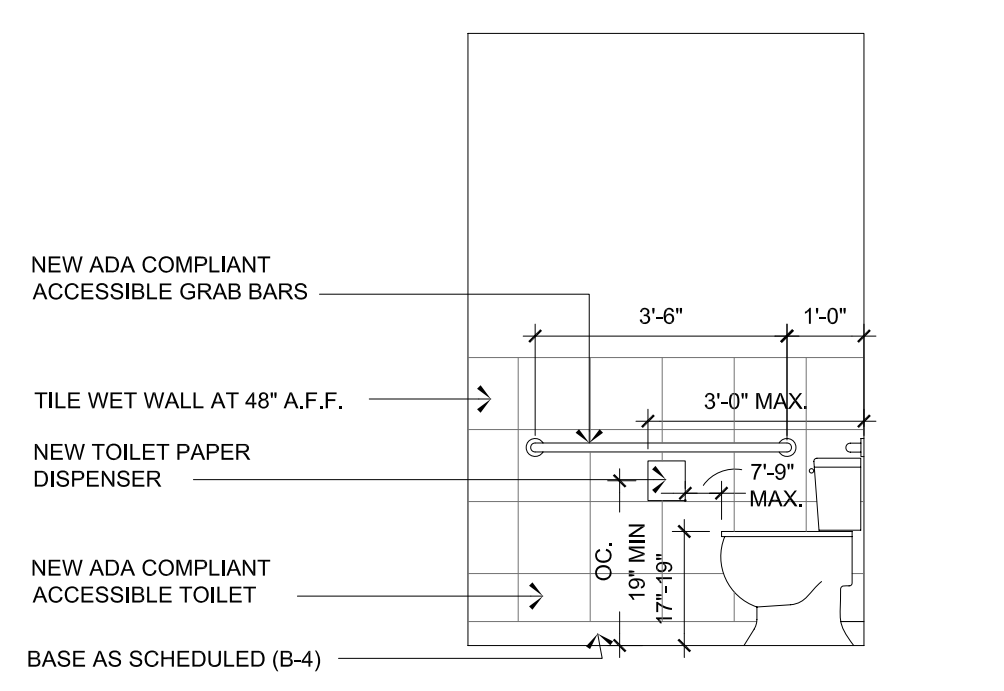 NEW ADA COMPLIANT
ACCESSIBLE GRAB BARS
3'-6"
1'-0"
TILE WET WALL AT 48" A.F.F.
3'-0" MAX.
NEW TOILET PAPER
DISPENSER
7'-9"
MAX.
OC.
19" MIN
17"-19"
NEW ADA COMPLIANT
ACCESSIBLE TOILET
BASE AS SCHEDULED (B-4)